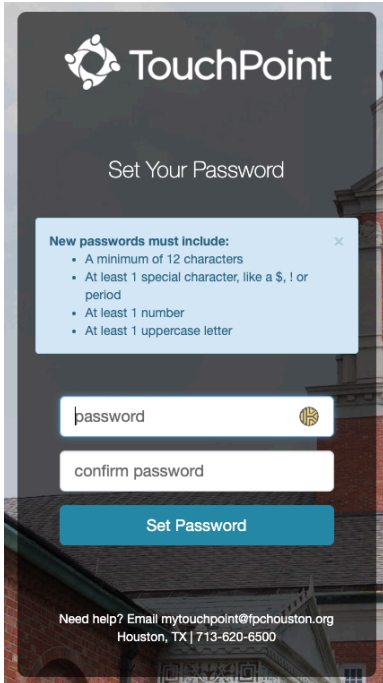 TouchPoint
Set Your Password
New passwords must include:
×
• A minimum of 12 characters
• At least 1 special character, like a $, ! or
period
• At least 1 number
• At least 1 uppercase letter
password
confirm password
Set Password
Need help? Email mytouchpoint@fpchouston.org
Houston, TX | 713-620-6500